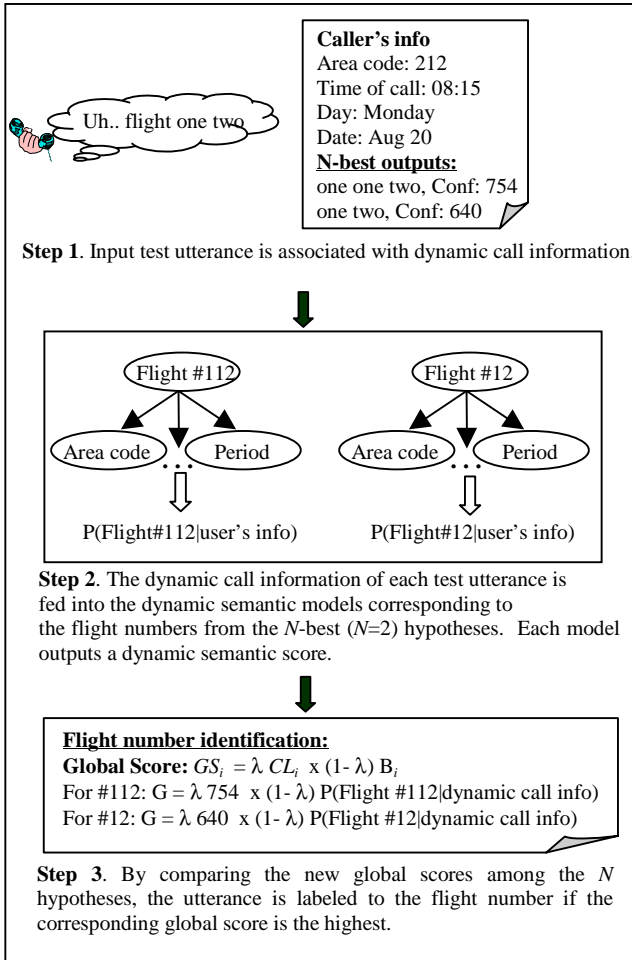 Uh.. flight one two
Caller's info
Area code: 212
Time of call: 08:15
Day: Monday
Date: Aug 20
N-best outputs:
one one two, Conf: 754
one two, Conf: 640
Step 1. Input test utterance is associated with dynamic call information.
Flight #112
Area code
Period
...
P(Flight#112|user's info)
Flight #12
Area code
Period
...
P(Flight#12|user's info)
Step 2. The dynamic call information of each test utterance is
fed into the dynamic semantic models corresponding to
the flight numbers from the N-best (N=2) hypotheses. Each model
outputs a dynamic semantic score.
Flight number identification:
Global Score: GSi = λ CLi x (1- λ) Bi
For #112: G = λ 754 x (1- λ) P(Flight #112|dynamic call info)
For #12: G = λ 640 x (1- λ) P(Flight #12|dynamic call info)
Step 3. By comparing the new global scores among the N
hypotheses, the utterance is labeled to the flight number if the
corresponding global score is the highest.